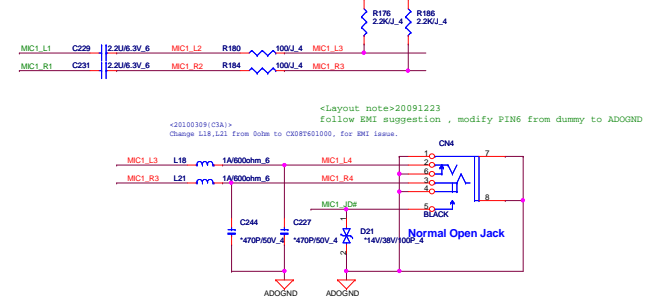 R176
2.2K/J_4
R186
2.2K/J_4
MIC1_L1 C229 2.2U/6.3V_6 MIC1_L2 R180 100/J_4 MIC1_L3
MIC1_R1 C231 2.2U/6.3V_6 MIC1_R2 R184 100/J_4 MIC1_R3
<Layout note>20091223
follow EMI suggestion , modify PIN6 from dummy to ADOGND
<20100309(C3A)>
Change L18,L21 from 0ohm to CX08T601000, for EMI issue.
CN4
MIC1_L3 L18 1A/600ohm_6 MIC1_L4
MIC1_R3 L21 1A/600ohm_6 MIC1_R4
1
2
6
3
4
5
7
8
MIC1_JD#
BLACK
Normal Open Jack
C244
*470P/50V_4
C227
*470P/50V_4
1
D21
*14V/38V/100P_4
2
ADOGND
ADOGND